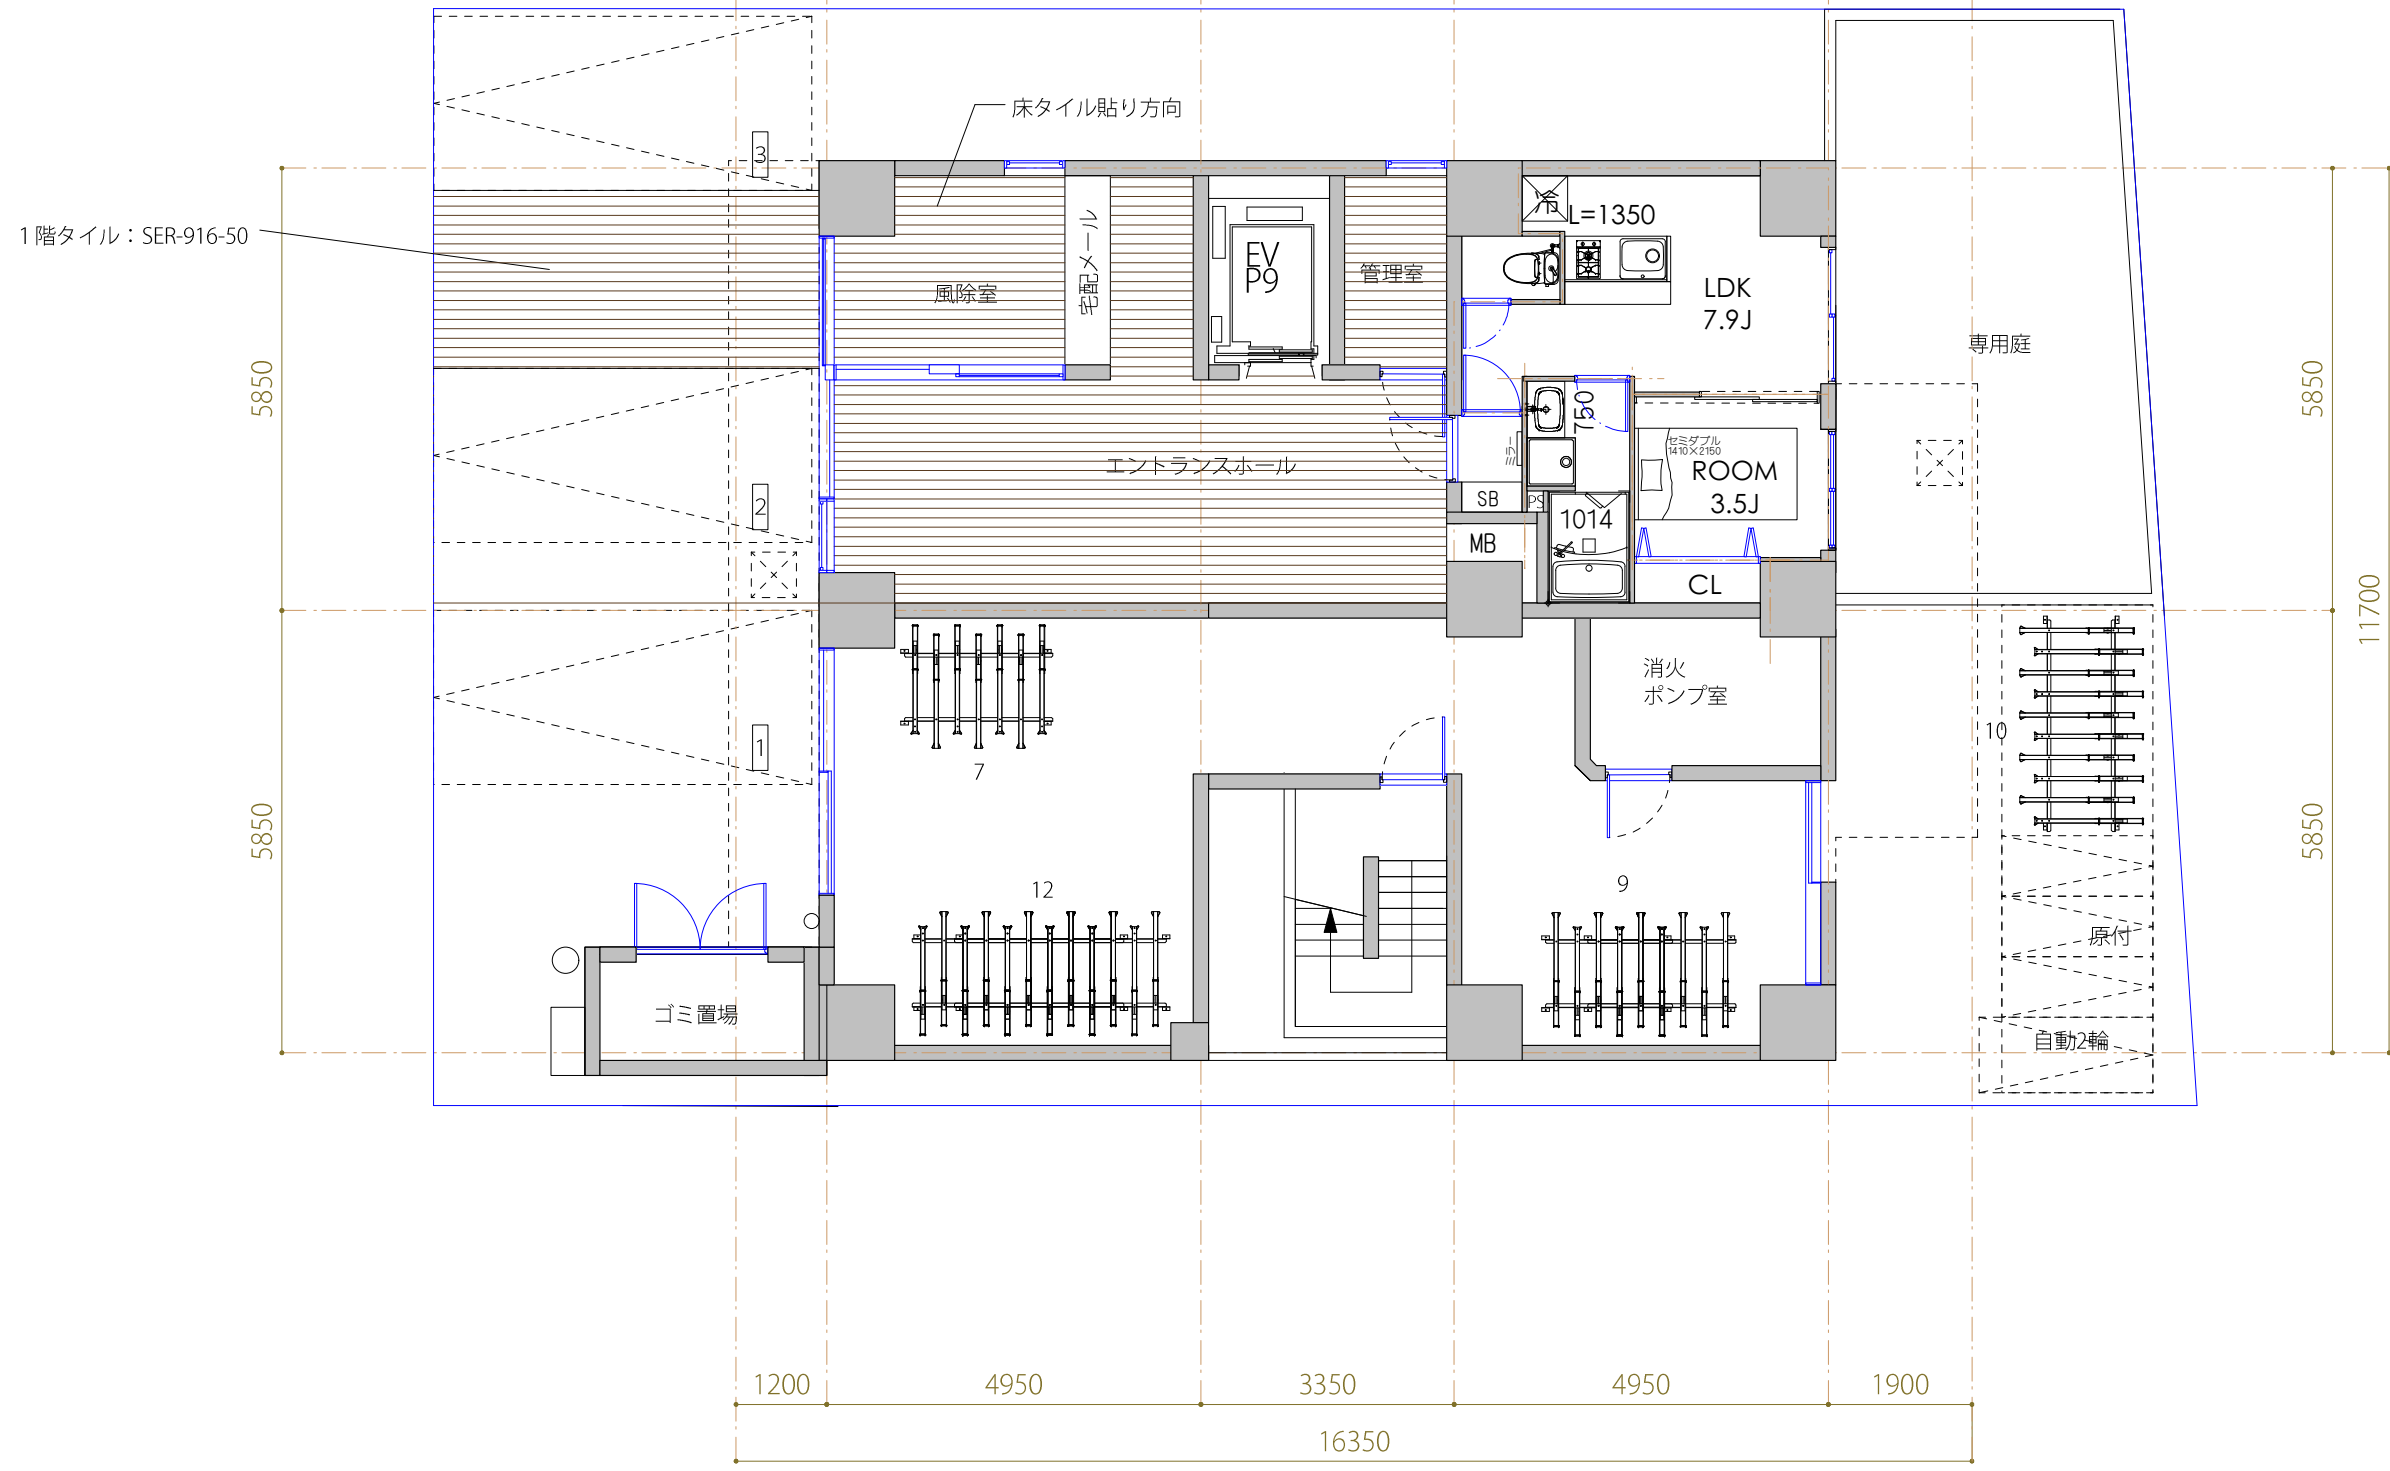 床タイル貼り方向
3
1階タイル：SER-916-50
風除室
宅配メール
EV
P9
管理室
冷
L=1350
LDK
7.9J
専用庭
5850
5850
750
ミラー
セミダブル
1410×2150
ROOM
3.5J
エントランスホール
SB
PS
1014
MB
CL
2
11700
消火
ポンプ室
1
7
10
5850
5850
12
9
原付
ゴミ置場
自動2輪
1200
4950
3350
4950
1900
16350